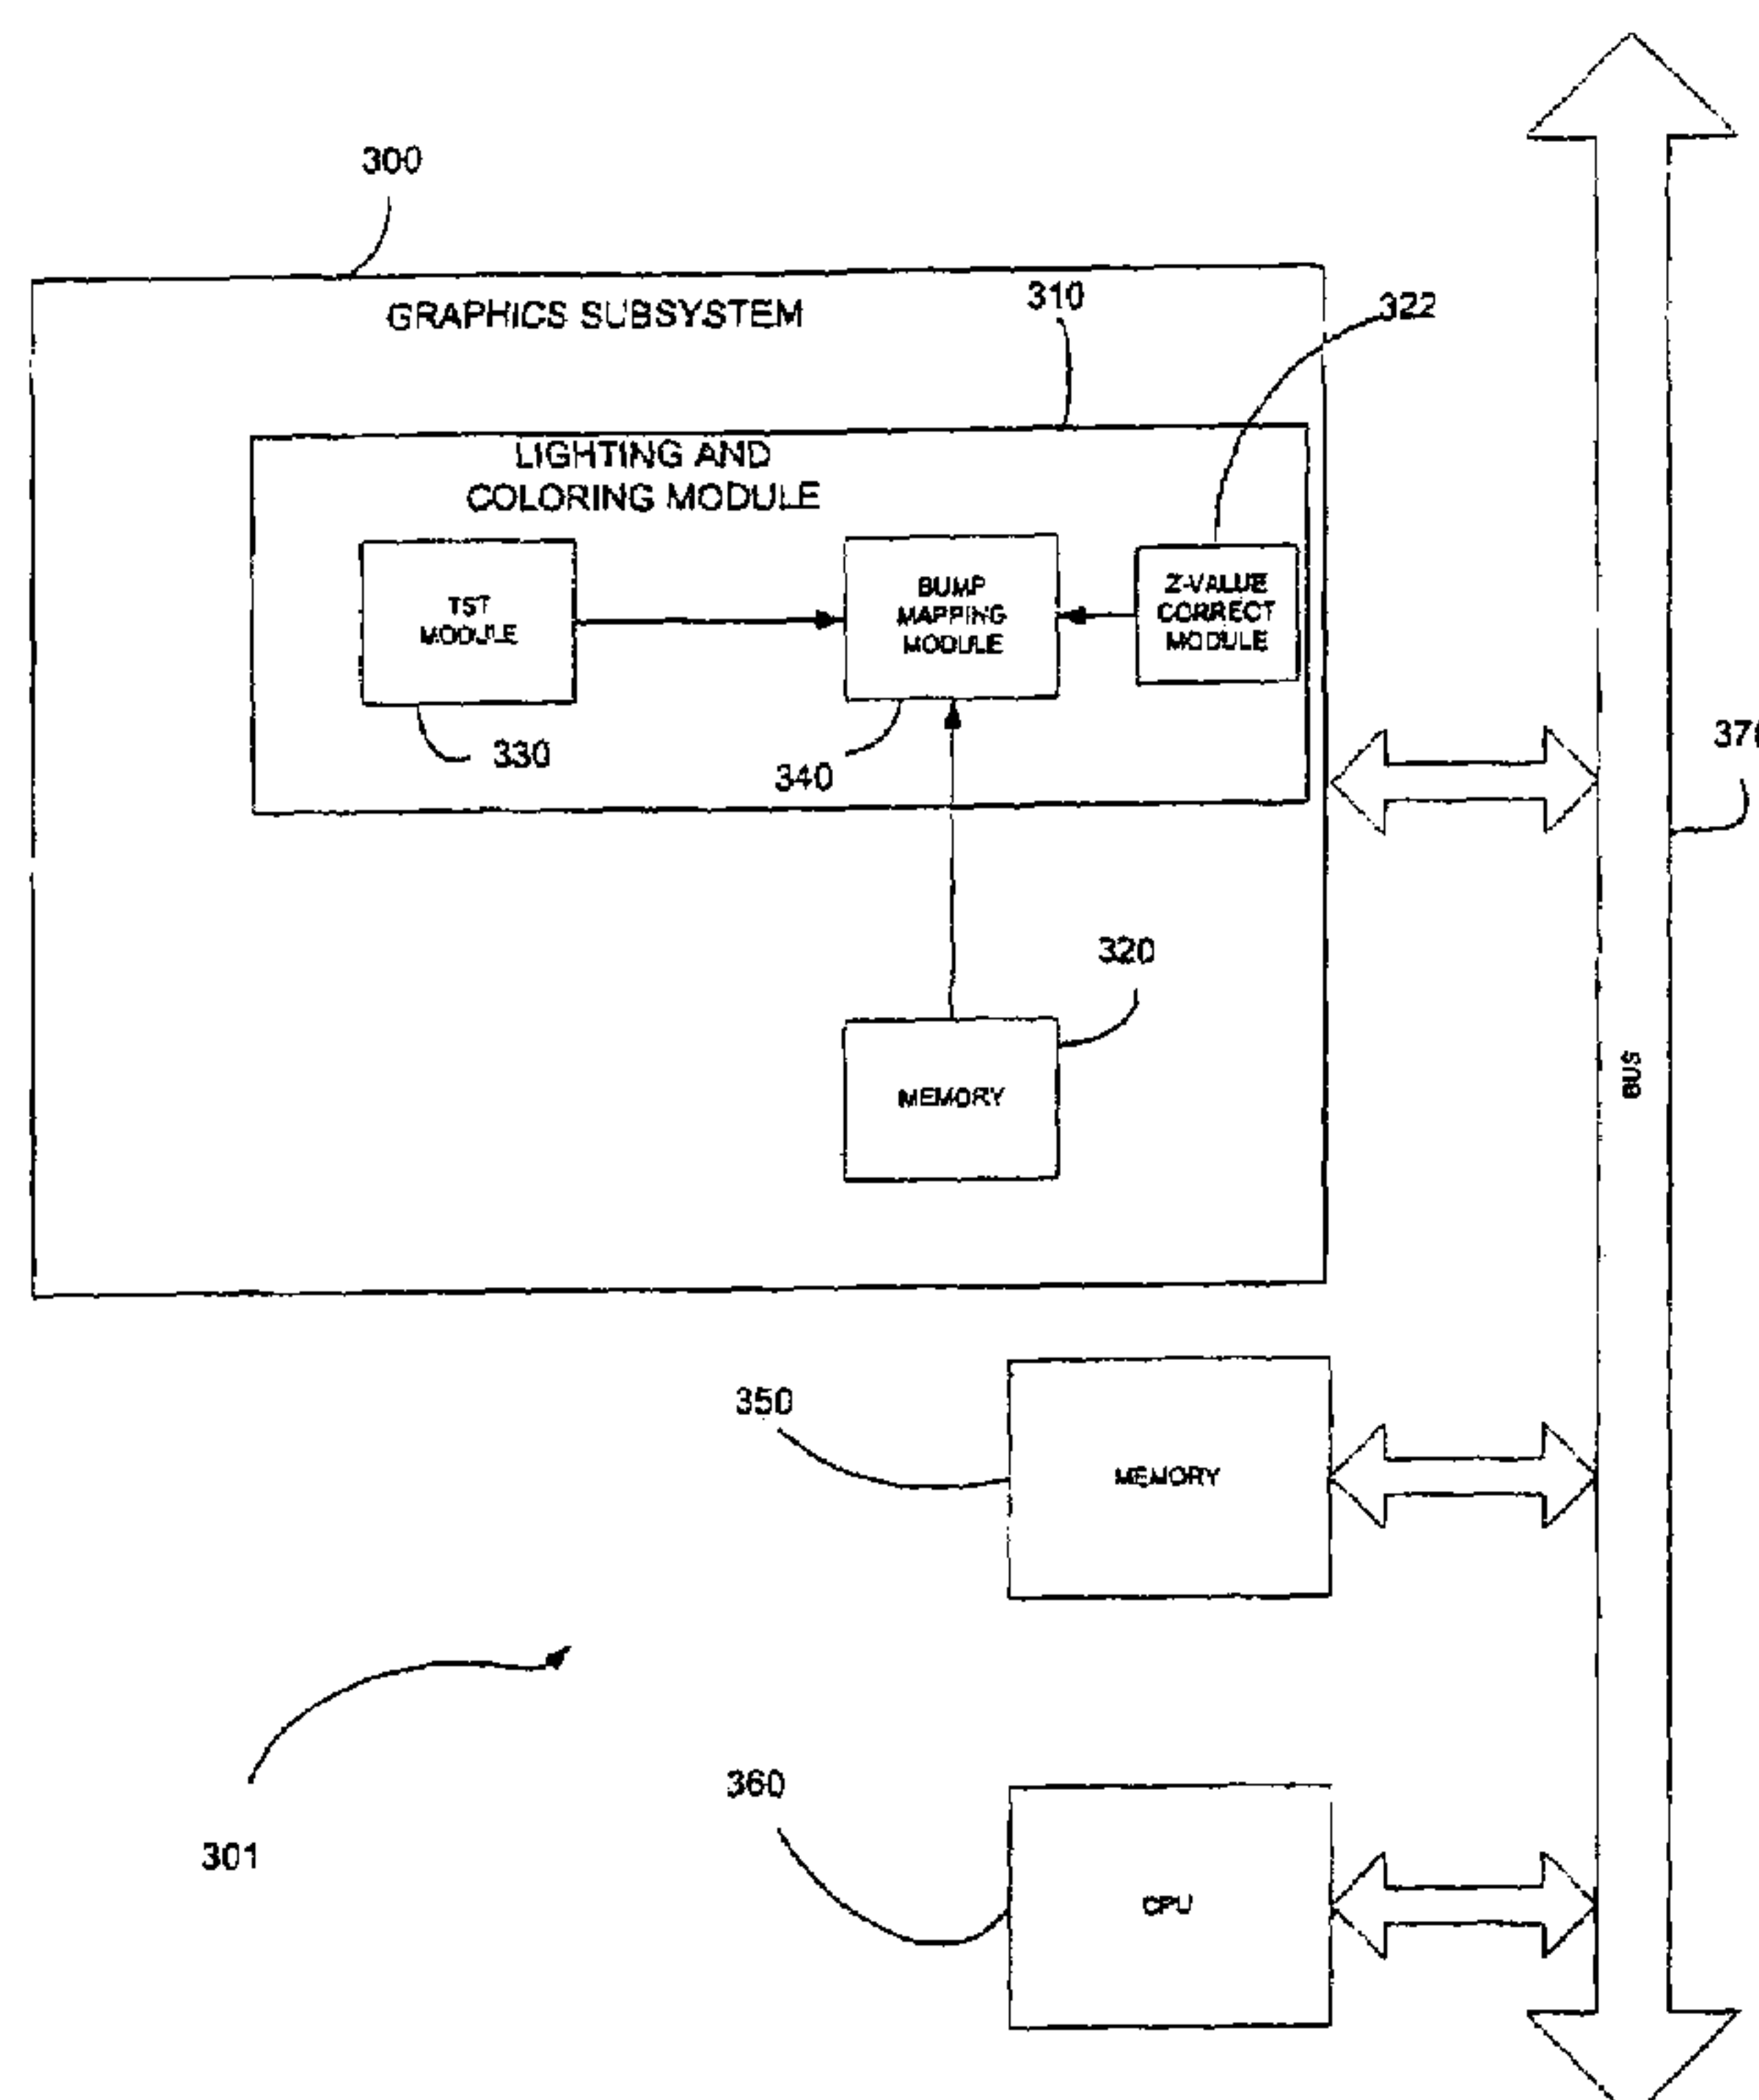 300
GRAPHICS SUBSYSTEM
310
322
LIGHTING AND
COLORING MODULE
TST
MODULE
BUMP
MAPPING
MODULE
Z-VALUE
CORRECT
MODULE
330
340
320
MEMORY
BUS
350
MEMORY
301
360
CPU